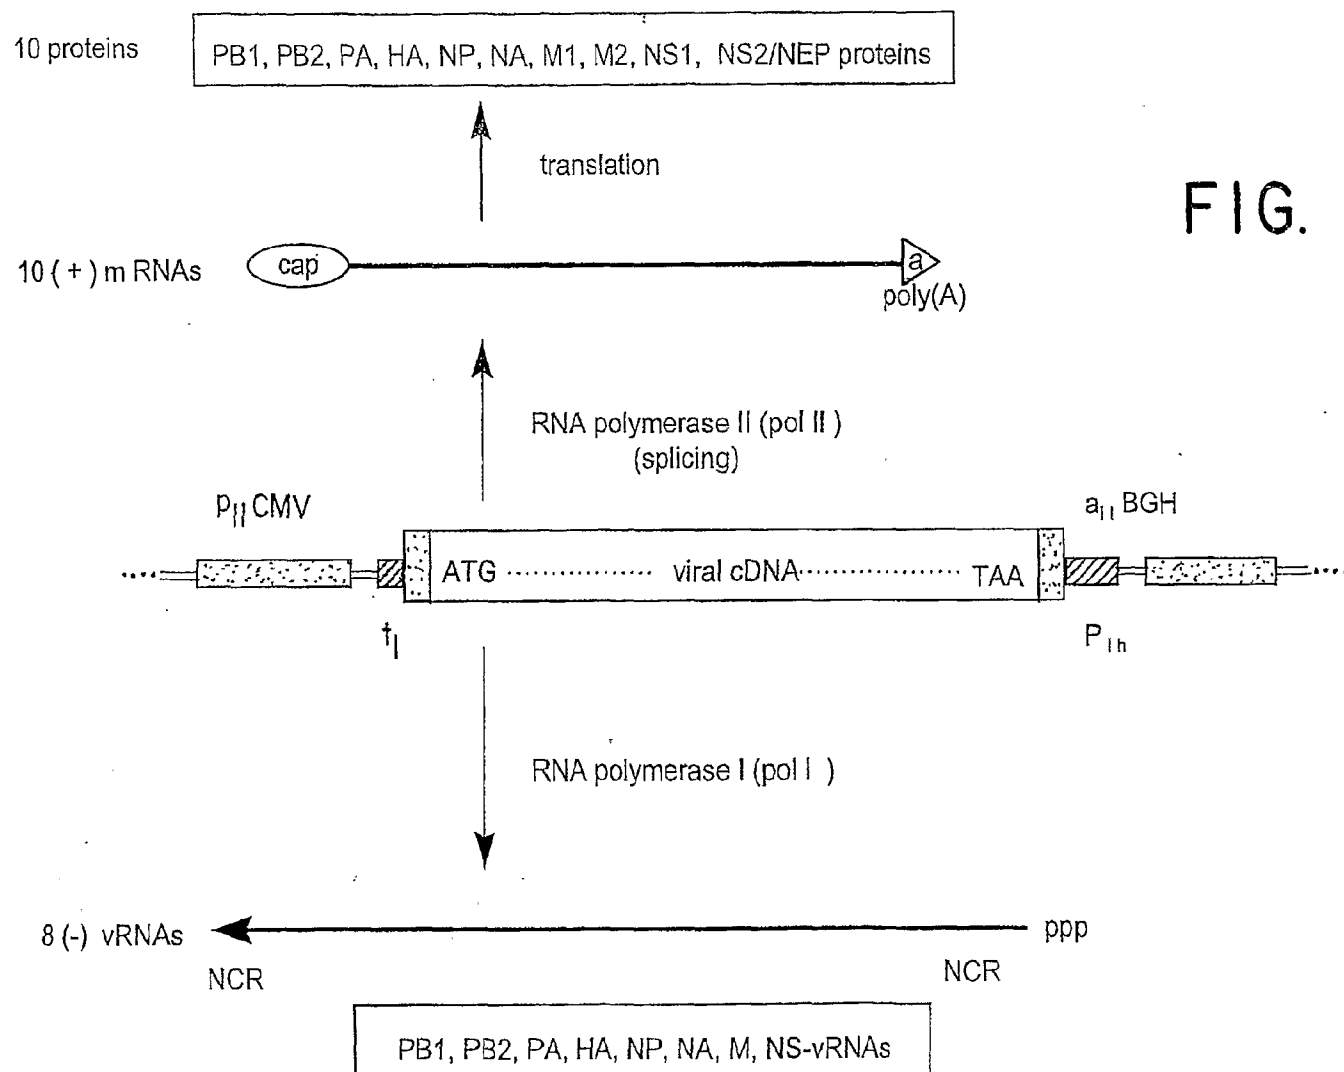 10 proteins
PB1, PB2, PA, HA, NP, NA, M1, M2, NS1, NS2/NEP proteins
translation
FIG.
10 (+) m RNAs
cap
a
poly(A)
RNA polymerase II (pol II )
(splicing)
pII CMV
aII BGH
ATG ............... viral cDNA ............... TAA
tI
PIh
RNA polymerase I (pol I )
8 (-) vRNAs
ppp
NCR
NCR
PB1, PB2, PA, HA, NP, NA, M, NS-vRNAs